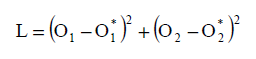 L = (O₁ − O₁*)² + (O₂ − O₂*)²